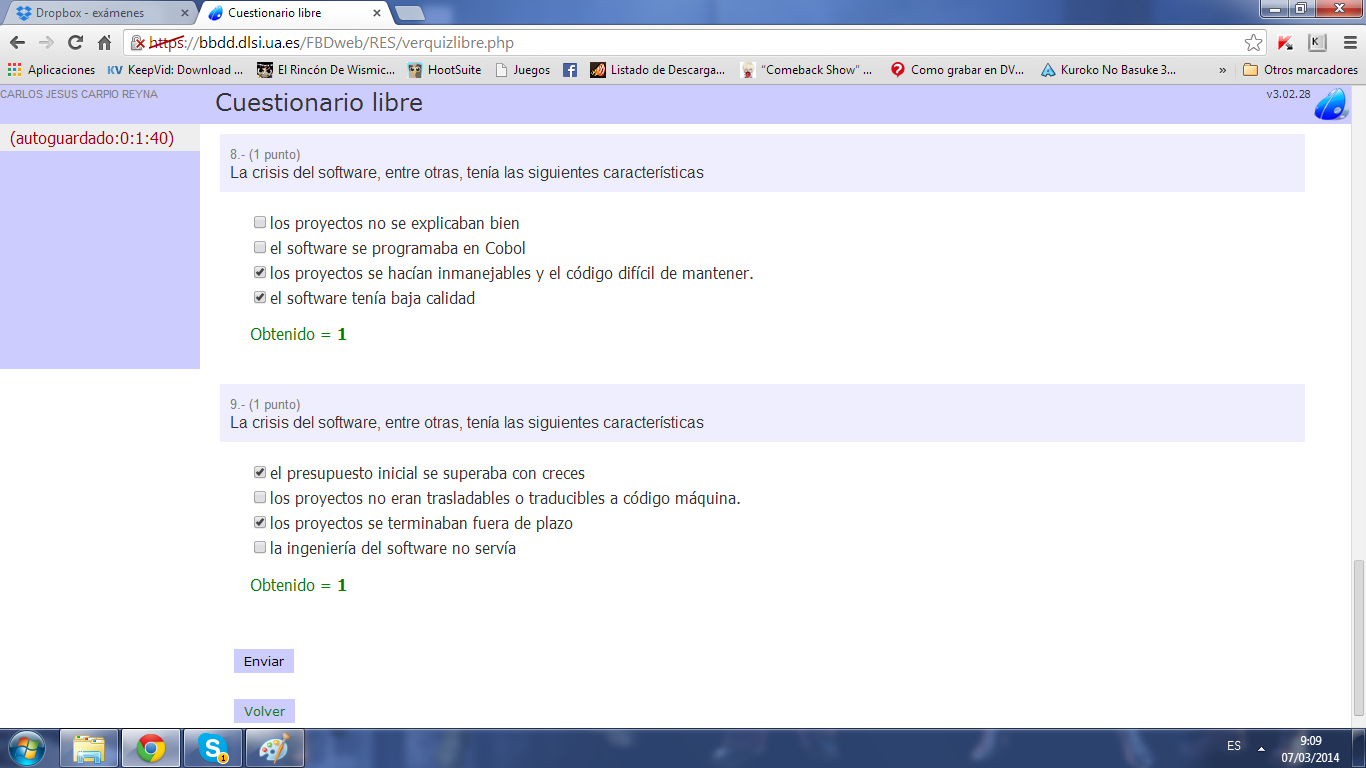 Dropbox - exámenes
Cuestionario libre
https://bbdd.dlsi.ua.es/FBDweb/RES/verquizlibre.php
Aplicaciones KV KeepVid: Download ... El Rincón De Wismic... HootSuite Juegos Listado de Descarga... "Comeback Show" ... Como grabar en DV... Kuroko No Basuke 3... » Otros marcadores
CARLOS JESUS CARPIO REYNA
Cuestionario libre
v3.02.28
(autoguardado:0:1:40)
8.- (1 punto)
La crisis del software, entre otras, tenía las siguientes características
los proyectos no se explicaban bien
el software se programaba en Cobol
los proyectos se hacían inmanejables y el código difícil de mantener.
el software tenía baja calidad
Obtenido = 1
9.- (1 punto)
La crisis del software, entre otras, tenía las siguientes características
el presupuesto inicial se superaba con creces
los proyectos no eran trasladables o traducibles a código máquina.
los proyectos se terminaban fuera de plazo
la ingeniería del software no servía
Obtenido = 1
Enviar
Volver
ES
9:09
07/03/2014